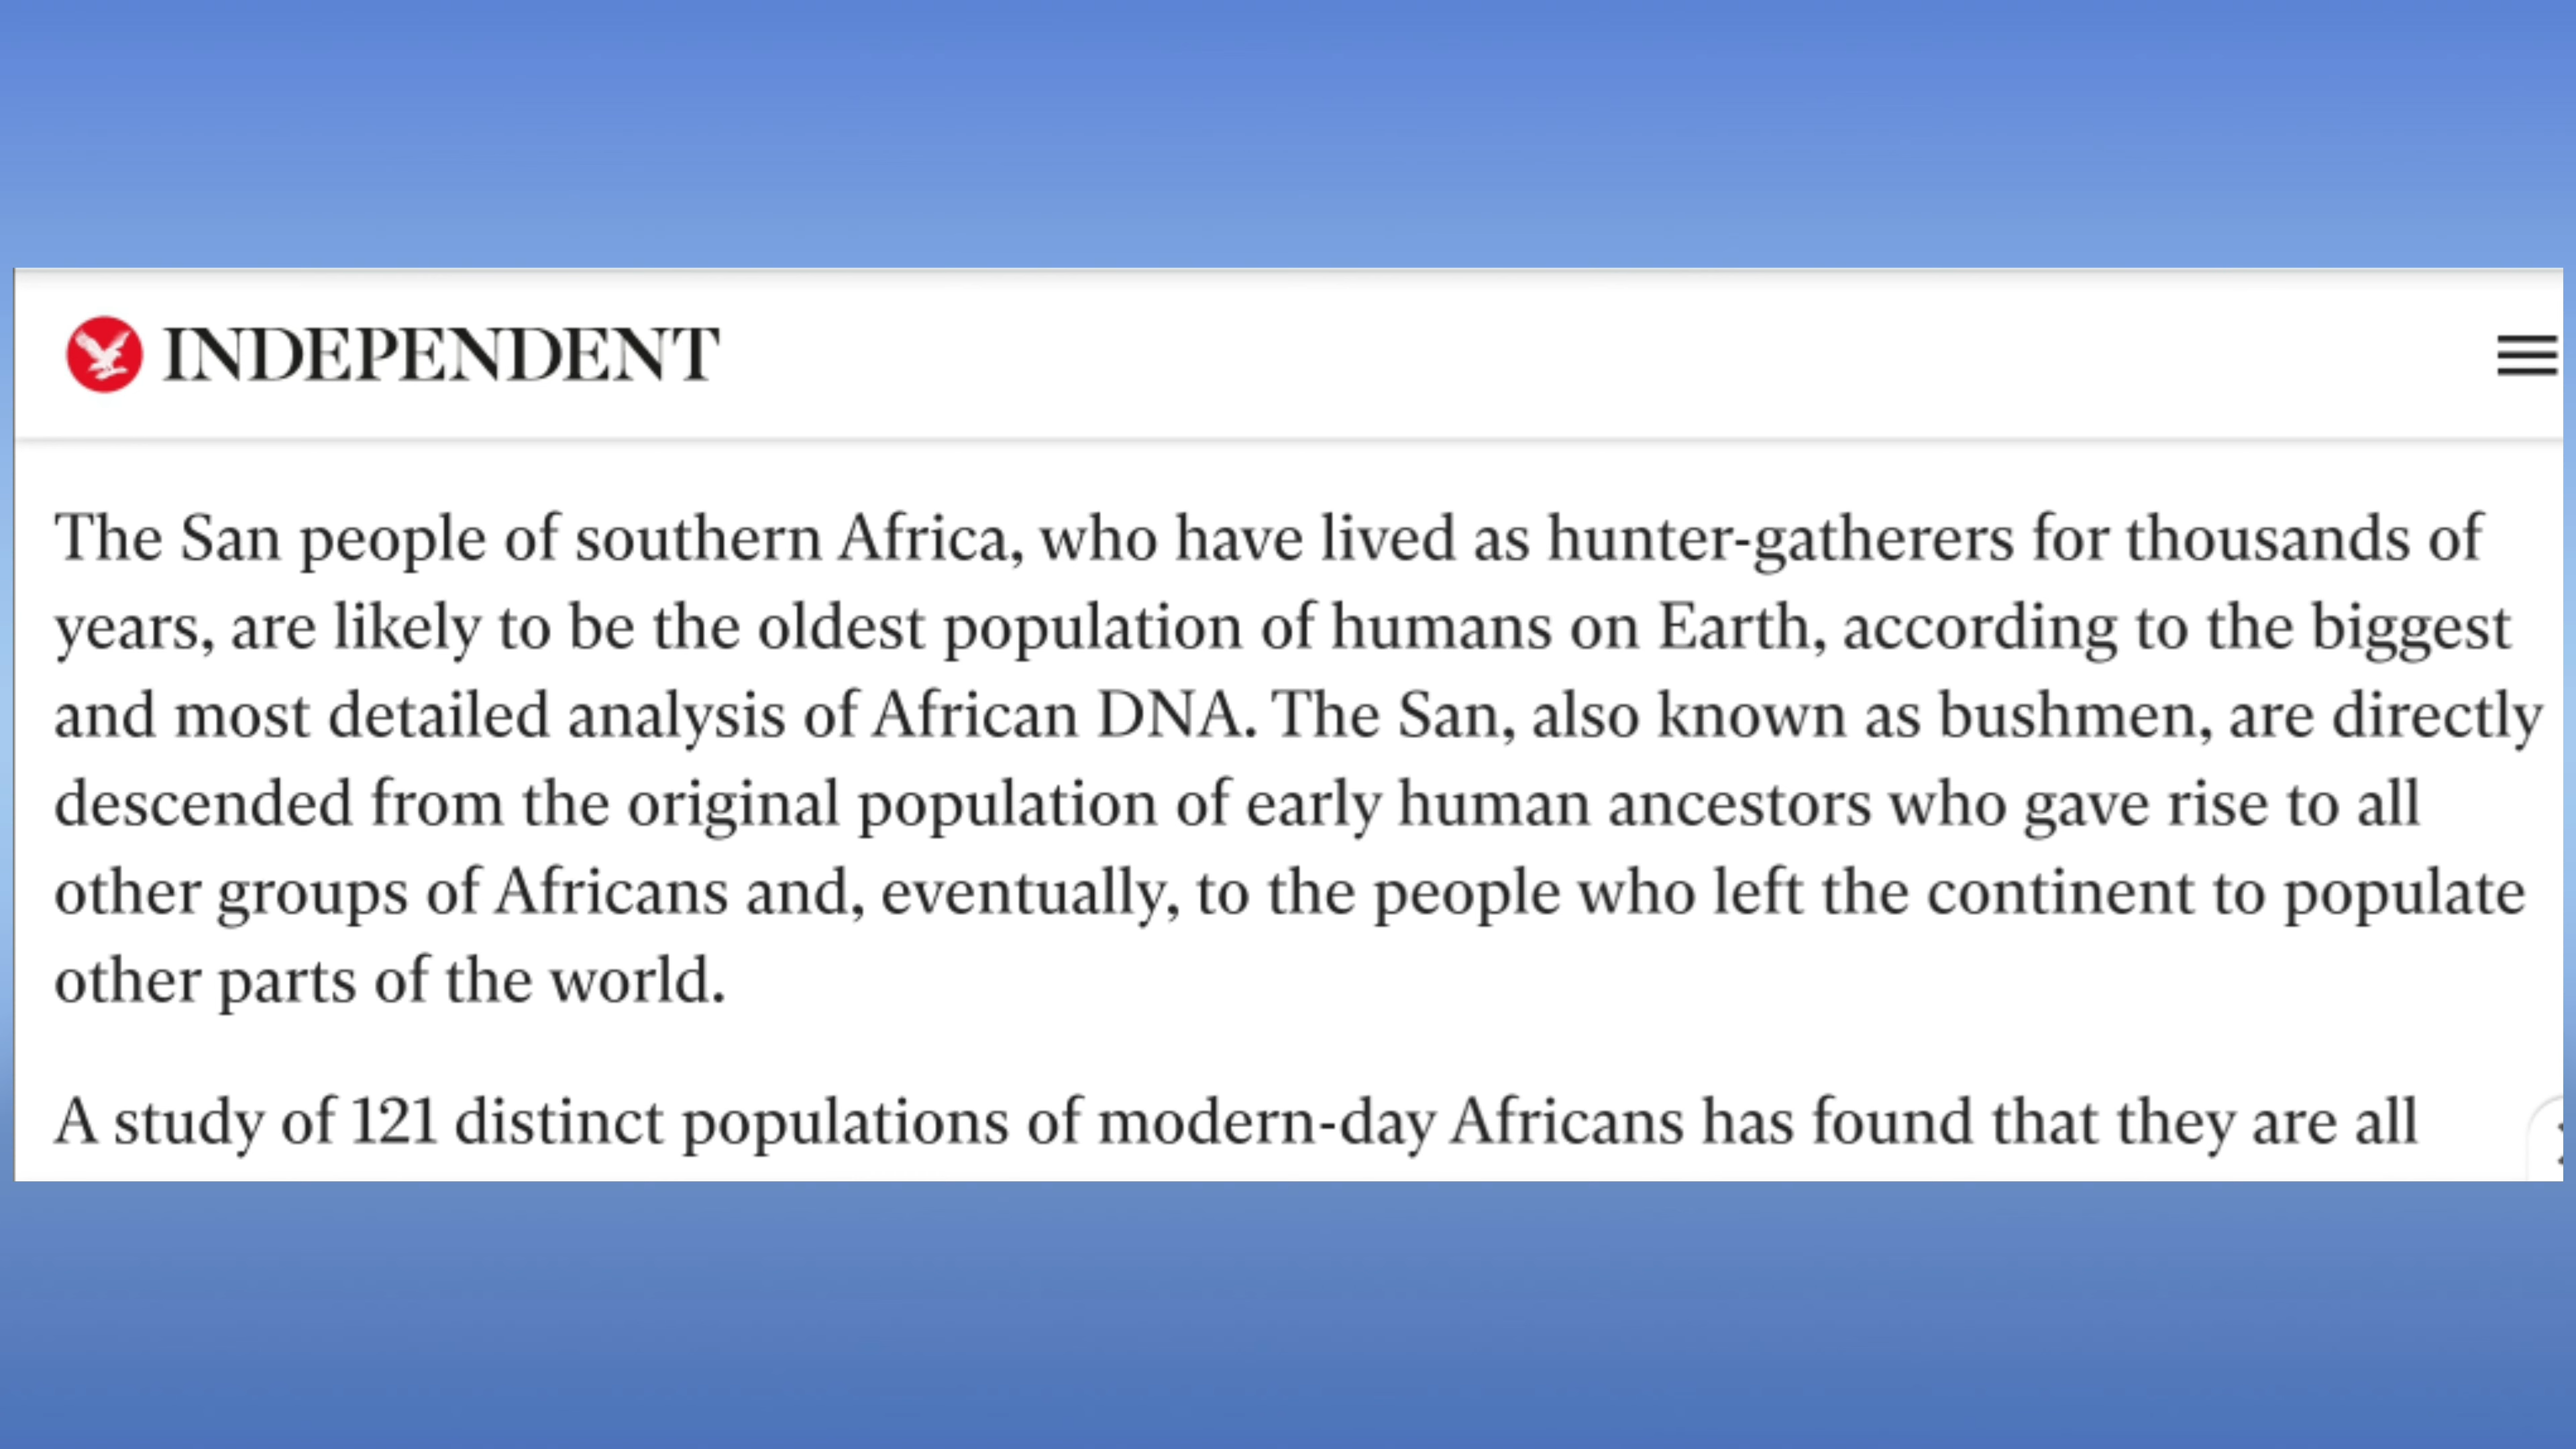 INDEPENDENT
The San people of southern Africa, who have lived as hunter-gatherers for thousands of
years, are likely to be the oldest population of humans on Earth, according to the biggest
and most detailed analysis of African DNA. The San, also known as bushmen, are directly
descended from the original population of early human ancestors who gave rise to all
other groups of Africans and, eventually, to the people who left the continent to populate
other parts of the world.
A study of 121 distinct populations of modern-day Africans has found that they are all